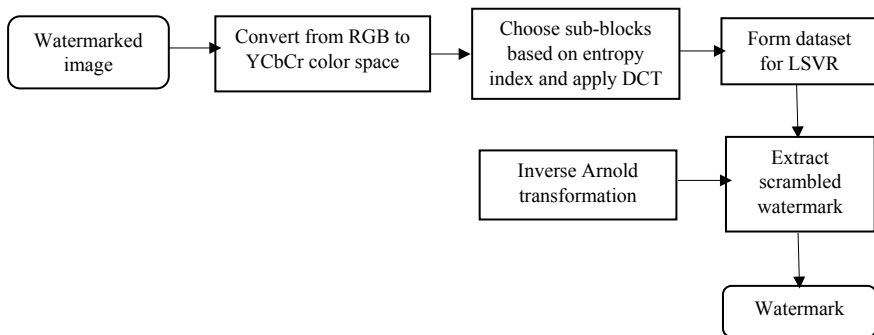 Watermarked
image
Convert from RGB to
YCbCr color space
Choose sub-blocks
based on entropy
index and apply DCT
Form dataset
for LSVR
Inverse Arnold
transformation
Extract
scrambled
watermark
Watermark